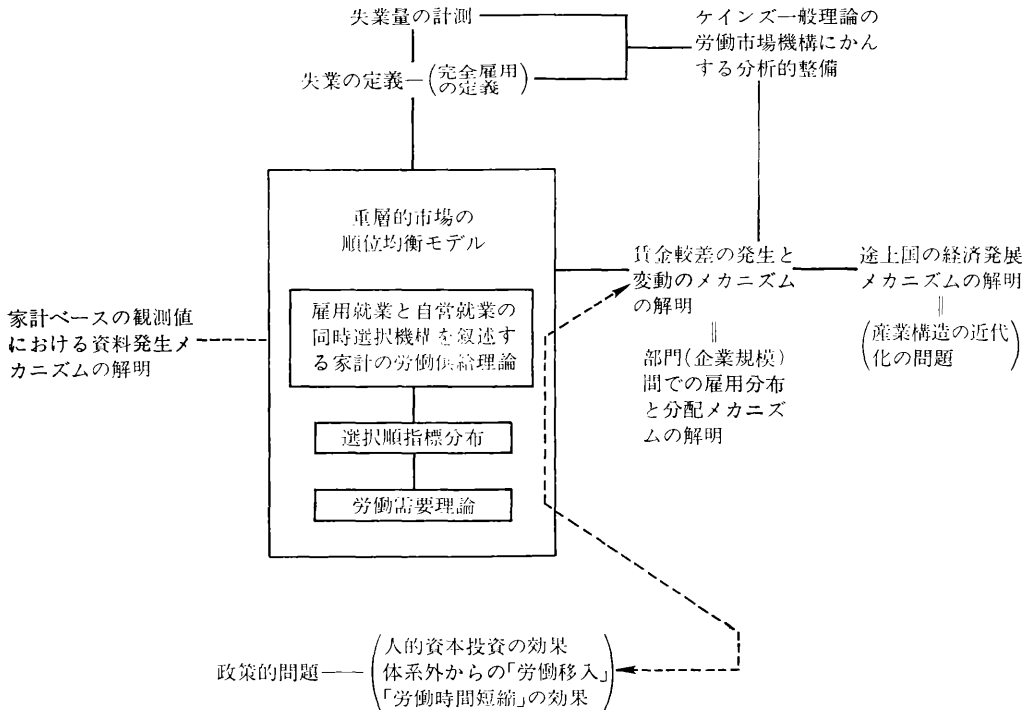 失業量の計測
失業の定義
(完全雇用
の定義)
ケインズ一般理論の
労働市場機構にかん
する分析的整備
重層的市場の
順位均衡モデル
雇用就業と自営就業の
同時選択機構を叙述す
る家計の労働供給理論
選択順指標分布
労働需要理論
家計ベースの観測値
における資料発生メ
カニズムの解明
賃金較差の発生と
変動のメカニズム
の解明
部門(企業規模)
間での雇用分布
と分配メカニズ
ムの解明
途上国の経済発展
メカニズムの解明
(産業構造の近代
化の問題)
政策的問題
(人的資本投資の効果
体系外からの「労働移入」
「労働時間短縮」の効果)